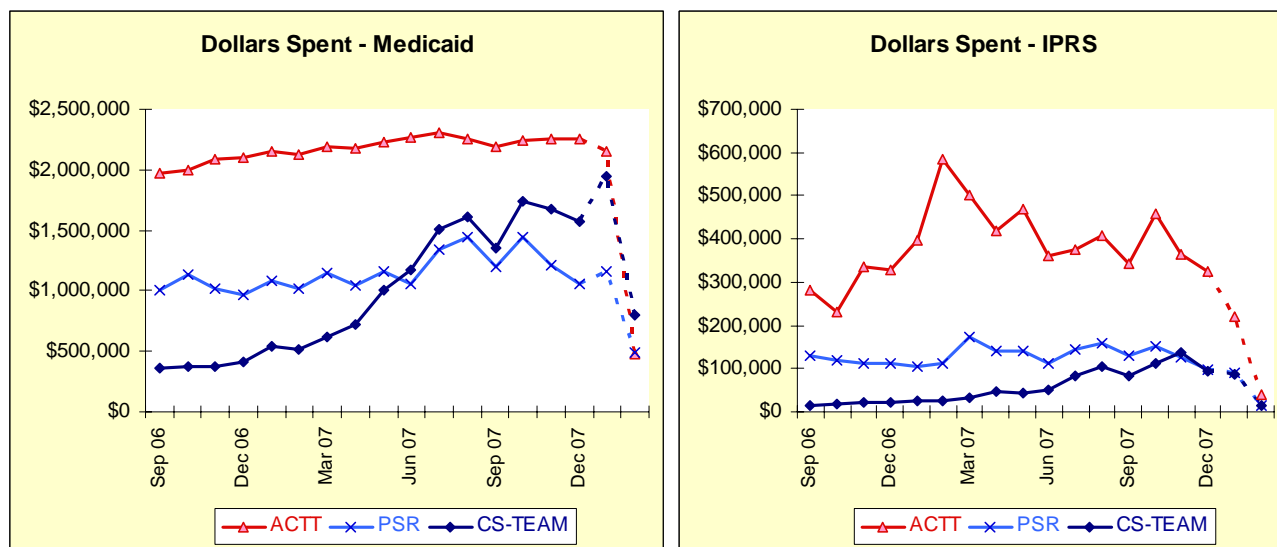 Dollars Spent - Medicaid
$2,500,000
$2,000,000
$1,500,000
$1,000,000
$500,000
$0
Sep 06
Dec 06
Mar 07
Jun 07
Sep 07
Dec 07
ACTT PSR CS-TEAM
Dollars Spent - IPRS
$700,000
$600,000
$500,000
$400,000
$300,000
$200,000
$100,000
$0
Sep 06
Dec 06
Mar 07
Jun 07
Sep 07
Dec 07
ACTT PSR CS-TEAM